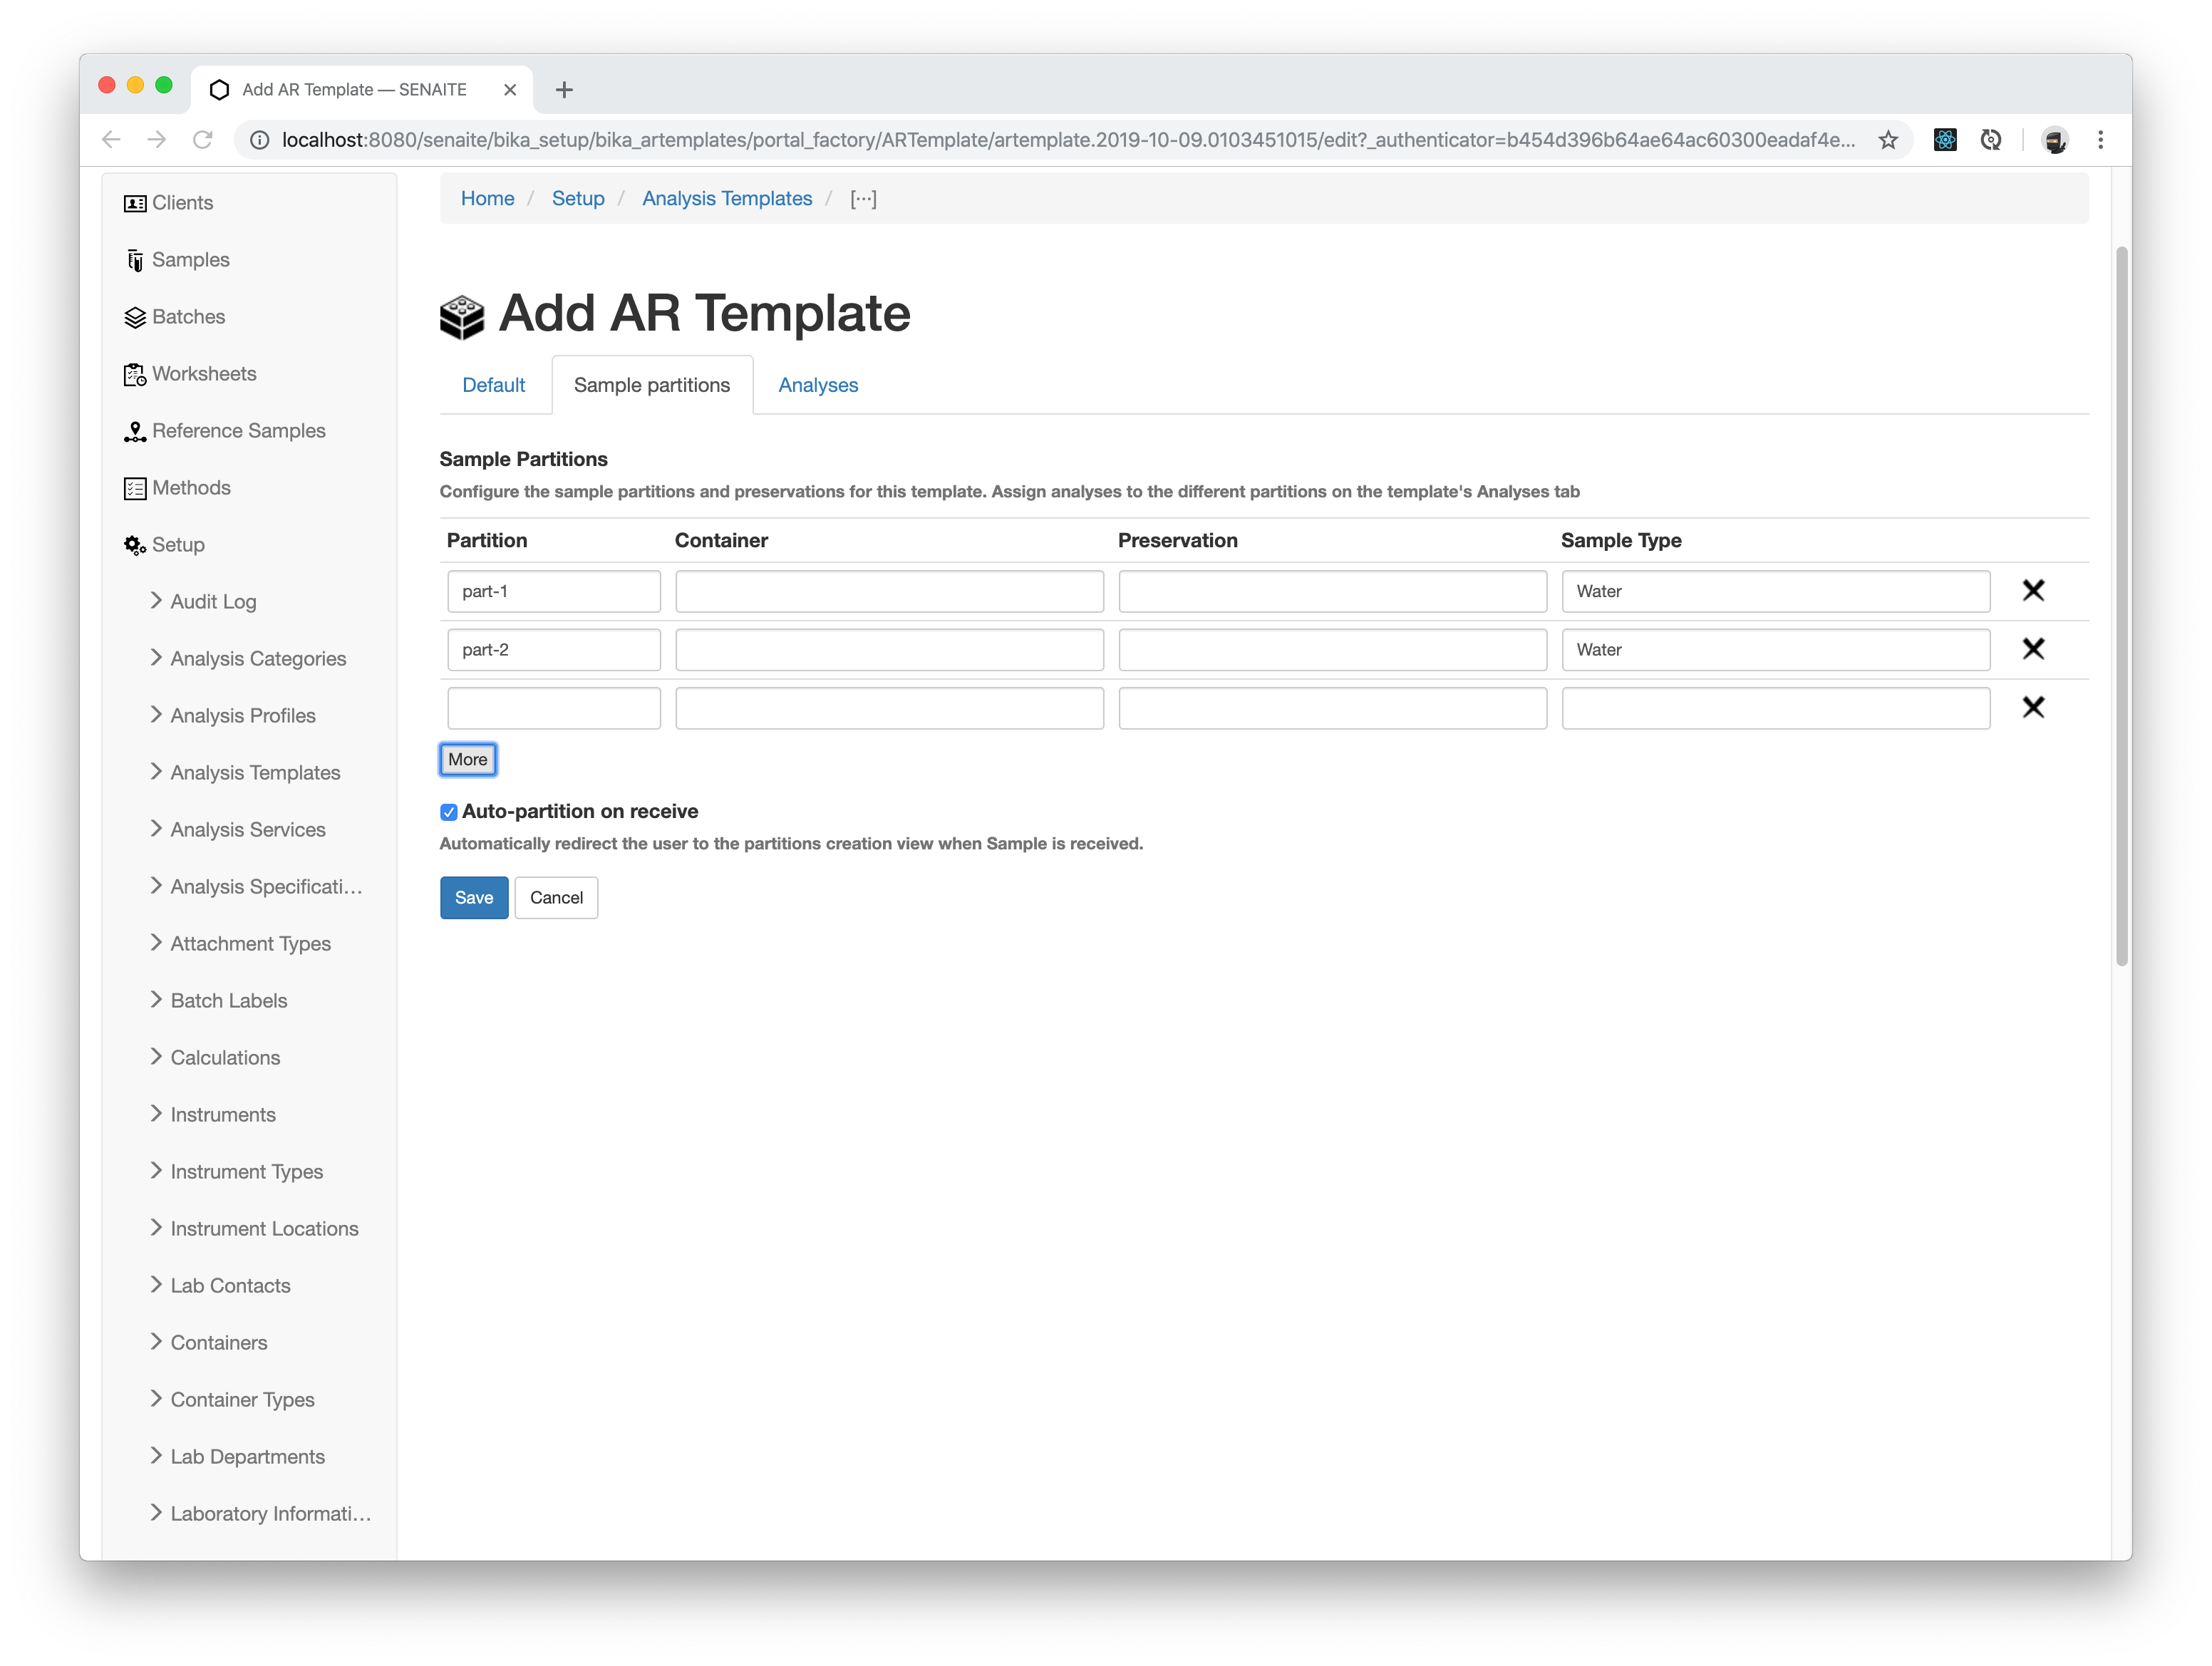 Add AR Template — SENAITE
localhost:8080/senaite/bika_setup/bika_artemplates/portal_factory/ARTemplate/artemplate.2019-10-09.0103451015/edit?_authenticator=b454d396b64ae64ac60300eadaf4e...
Clients
Samples
Batches
Worksheets
Reference Samples
Methods
Setup
Audit Log
Analysis Categories
Analysis Profiles
Analysis Templates
Analysis Services
Analysis Specificati...
Attachment Types
Batch Labels
Calculations
Instruments
Instrument Types
Instrument Locations
Lab Contacts
Containers
Container Types
Lab Departments
Laboratory Informati...
Home / Setup / Analysis Templates / [...]
Add AR Template
Default Sample partitions Analyses
Sample Partitions
Configure the sample partitions and preservations for this template. Assign analyses to the different partitions on the template's Analyses tab
Partition Container Preservation Sample Type
part-1 Water
part-2 Water
More
Auto-partition on receive
Automatically redirect the user to the partitions creation view when Sample is received.
Save Cancel